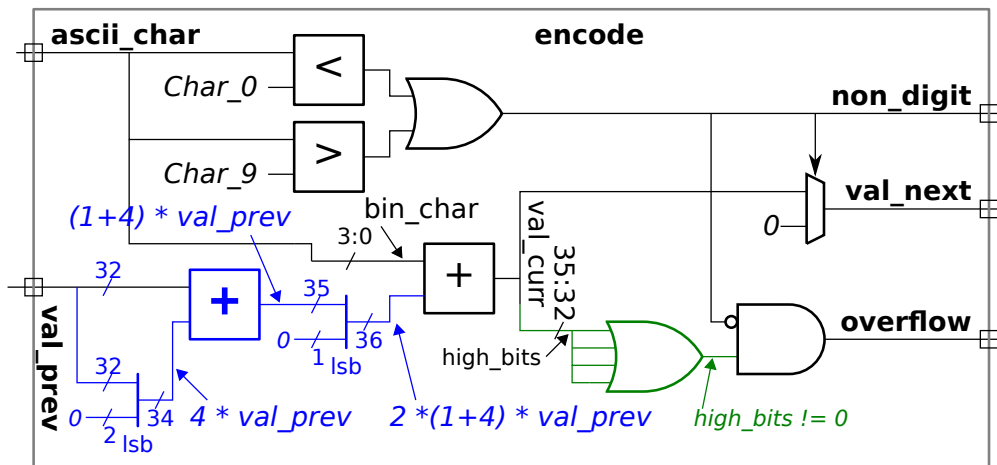 ascii_char
encode
<
Char_0
non_digit
>
Char_9
val_next
(1+4) * val_prev
bin_char
0
3:0
val_curr
35:32
32
+
+
35
overflow
0
1
lsb
36
high_bits
val_prev
32
0
2
lsb
34
4 * val_prev
2 *(1+4) * val_prev
high_bits != 0